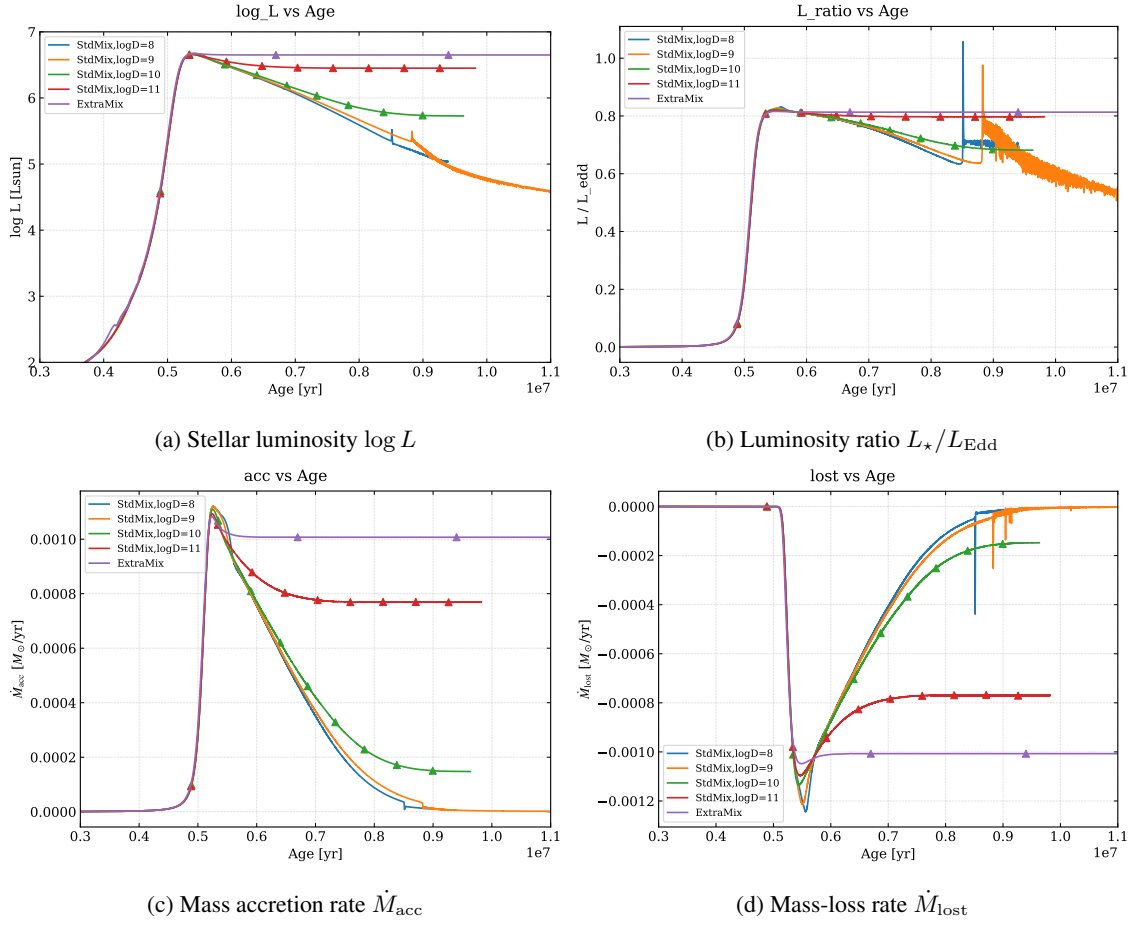 log_L vs Age
7
6
5
4
3
2
log L [Lsun]
StdMix,logD=8
StdMix,logD=9
StdMix,logD=10
StdMix,logD=11
ExtraMix
0.3 0.4 0.5 0.6 0.7 0.8 0.9 1.0 1.1
Age [yr]
1e7
(a) Stellar luminosity log L
L_ratio vs Age
1.0
0.8
0.6
0.4
0.2
0.0
L / L_edd
StdMix,logD=8
StdMix,logD=9
StdMix,logD=10
StdMix,logD=11
ExtraMix
0.3 0.4 0.5 0.6 0.7 0.8 0.9 1.0 1.1
Age [yr]
1e7
(b) Luminosity ratio L⋆/L_Edd
acc vs Age
0.0010
0.0008
0.0006
0.0004
0.0002
0.0000
Ṁ_acc [M_⊙/yr]
StdMix,logD=8
StdMix,logD=9
StdMix,logD=10
StdMix,logD=11
ExtraMix
0.3 0.4 0.5 0.6 0.7 0.8 0.9 1.0 1.1
Age [yr]
1e7
(c) Mass accretion rate Ṁ_acc
lost vs Age
0.0000
−0.0002
−0.0004
−0.0006
−0.0008
−0.0010
−0.0012
Ṁ_lost [M_⊙/yr]
StdMix,logD=8
StdMix,logD=9
StdMix,logD=10
StdMix,logD=11
ExtraMix
0.3 0.4 0.5 0.6 0.7 0.8 0.9 1.0 1.1
Age [yr]
1e7
(d) Mass-loss rate Ṁ_lost